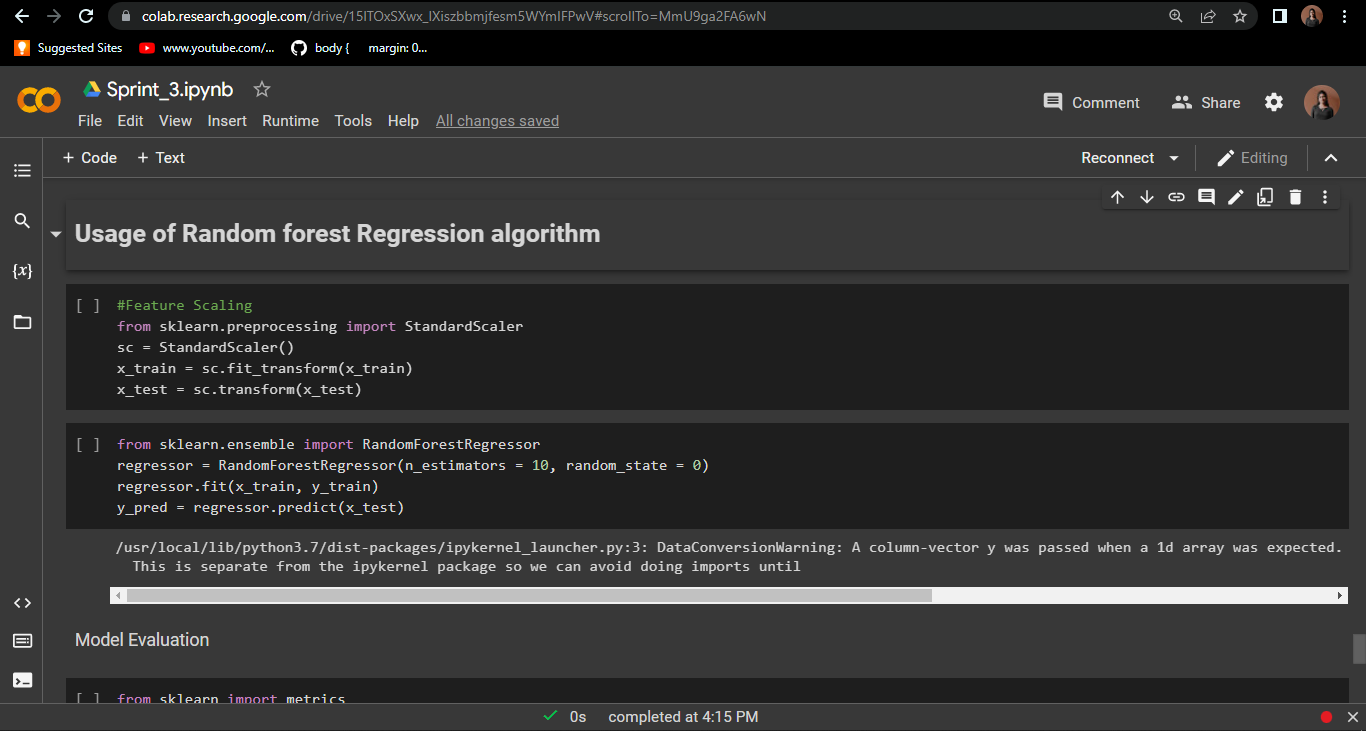 colab.research.google.com/drive/15lTOxSXwx_lXiszbbmjfesm5WYmIFPwV#scrollTo=MmU9ga2FA6wN
Suggested Sites www.youtube.com/... body { margin: 0...
Sprint_3.ipynb
File Edit View Insert Runtime Tools Help All changes saved
Comment Share
+ Code + Text Reconnect Editing
Usage of Random forest Regression algorithm
[ ] #Feature Scaling
from sklearn.preprocessing import StandardScaler
sc = StandardScaler()
x_train = sc.fit_transform(x_train)
x_test = sc.transform(x_test)
[ ] from sklearn.ensemble import RandomForestRegressor
regressor = RandomForestRegressor(n_estimators = 10, random_state = 0)
regressor.fit(x_train, y_train)
y_pred = regressor.predict(x_test)
/usr/local/lib/python3.7/dist-packages/ipykernel_launcher.py:3: DataConversionWarning: A column-vector y was passed when a 1d array was expected.
This is separate from the ipykernel package so we can avoid doing imports until
Model Evaluation
[ ] from sklearn import metrics
0s completed at 4:15 PM